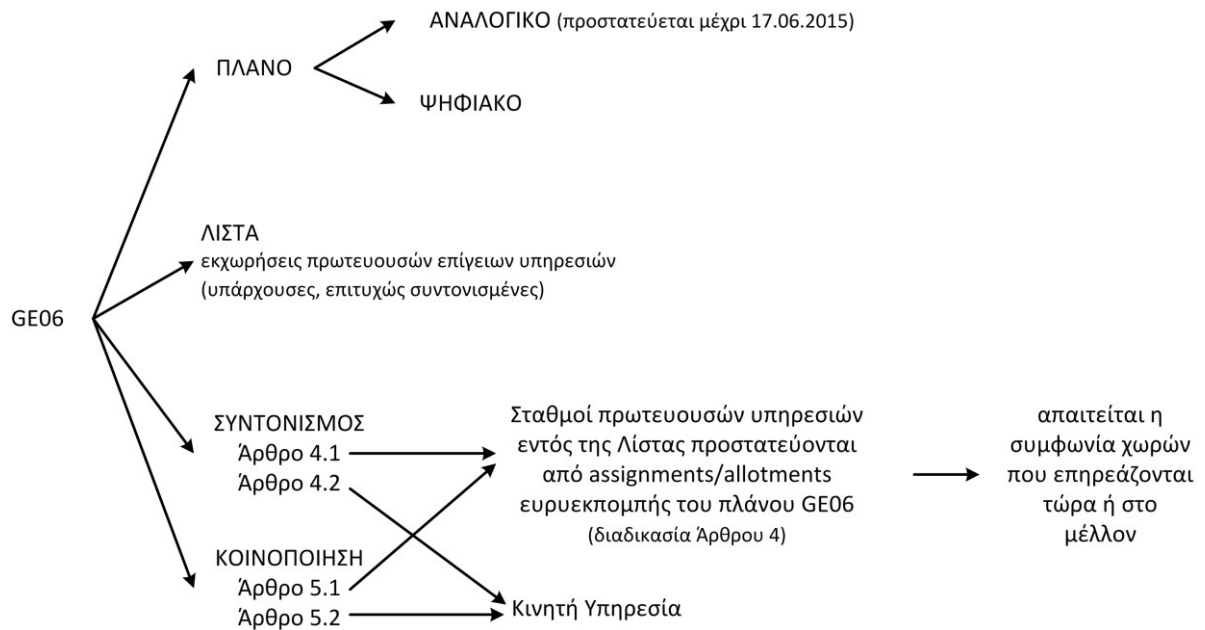 ΑΝΑΛΟΓΙΚΟ (προστατεύεται μέχρι 17.06.2015)
ΠΛΑΝΟ
ΨΗΦΙΑΚΟ
ΛΙΣΤΑ
εκχωρήσεις πρωτευουσών επίγειων υπηρεσιών
(υπάρχουσες, επιτυχώς συντονισμένες)
GE06
ΣΥΝΤΟΝΙΣΜΟΣ
Άρθρο 4.1
Άρθρο 4.2
Σταθμοί πρωτευουσών υπηρεσιών
εντός της Λίστας προστατεύονται
από assignments/allotments
ευρυεκπομπής του πλάνου GE06
(διαδικασία Άρθρου 4)
απαιτείται η
συμφωνία χωρών
που επηρεάζονται
τώρα ή στο
μέλλον
ΚΟΙΝΟΠΟΙΗΣΗ
Άρθρο 5.1
Άρθρο 5.2
Κινητή Υπηρεσία